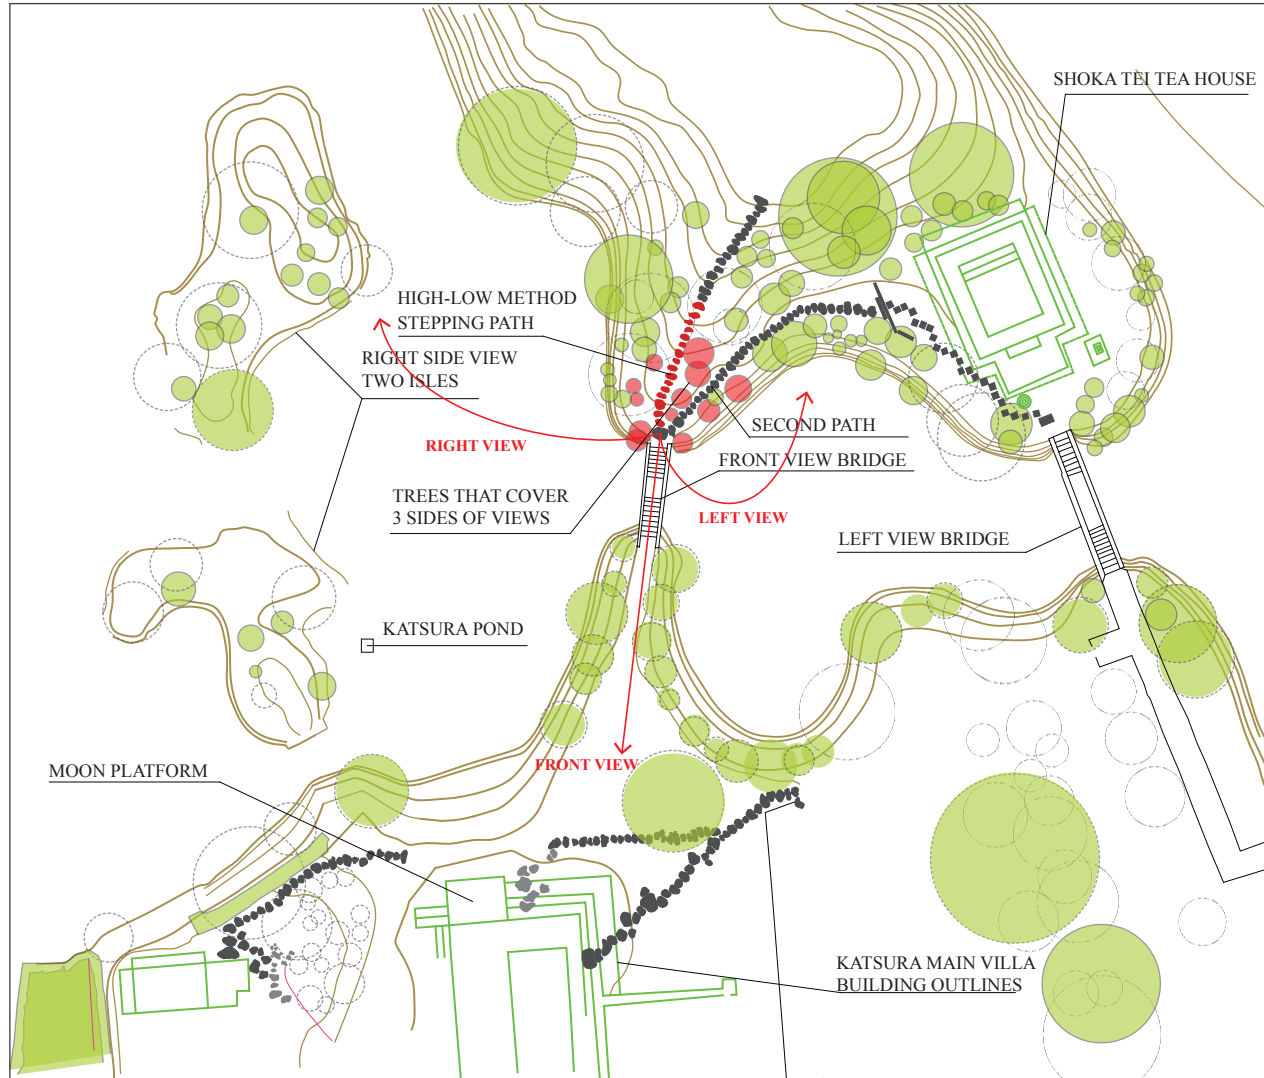 SHOKA TEI TEA HOUSE
HIGH-LOW METHOD
STEPPING PATH
RIGHT SIDE VIEW
TWO ISLES
RIGHT VIEW
SECOND PATH
FRONT VIEW BRIDGE
TREES THAT COVER
3 SIDES OF VIEWS
LEFT VIEW
LEFT VIEW BRIDGE
KATSURA POND
FRONT VIEW
MOON PLATFORM
KATSURA MAIN VILLA
BUILDING OUTLINES